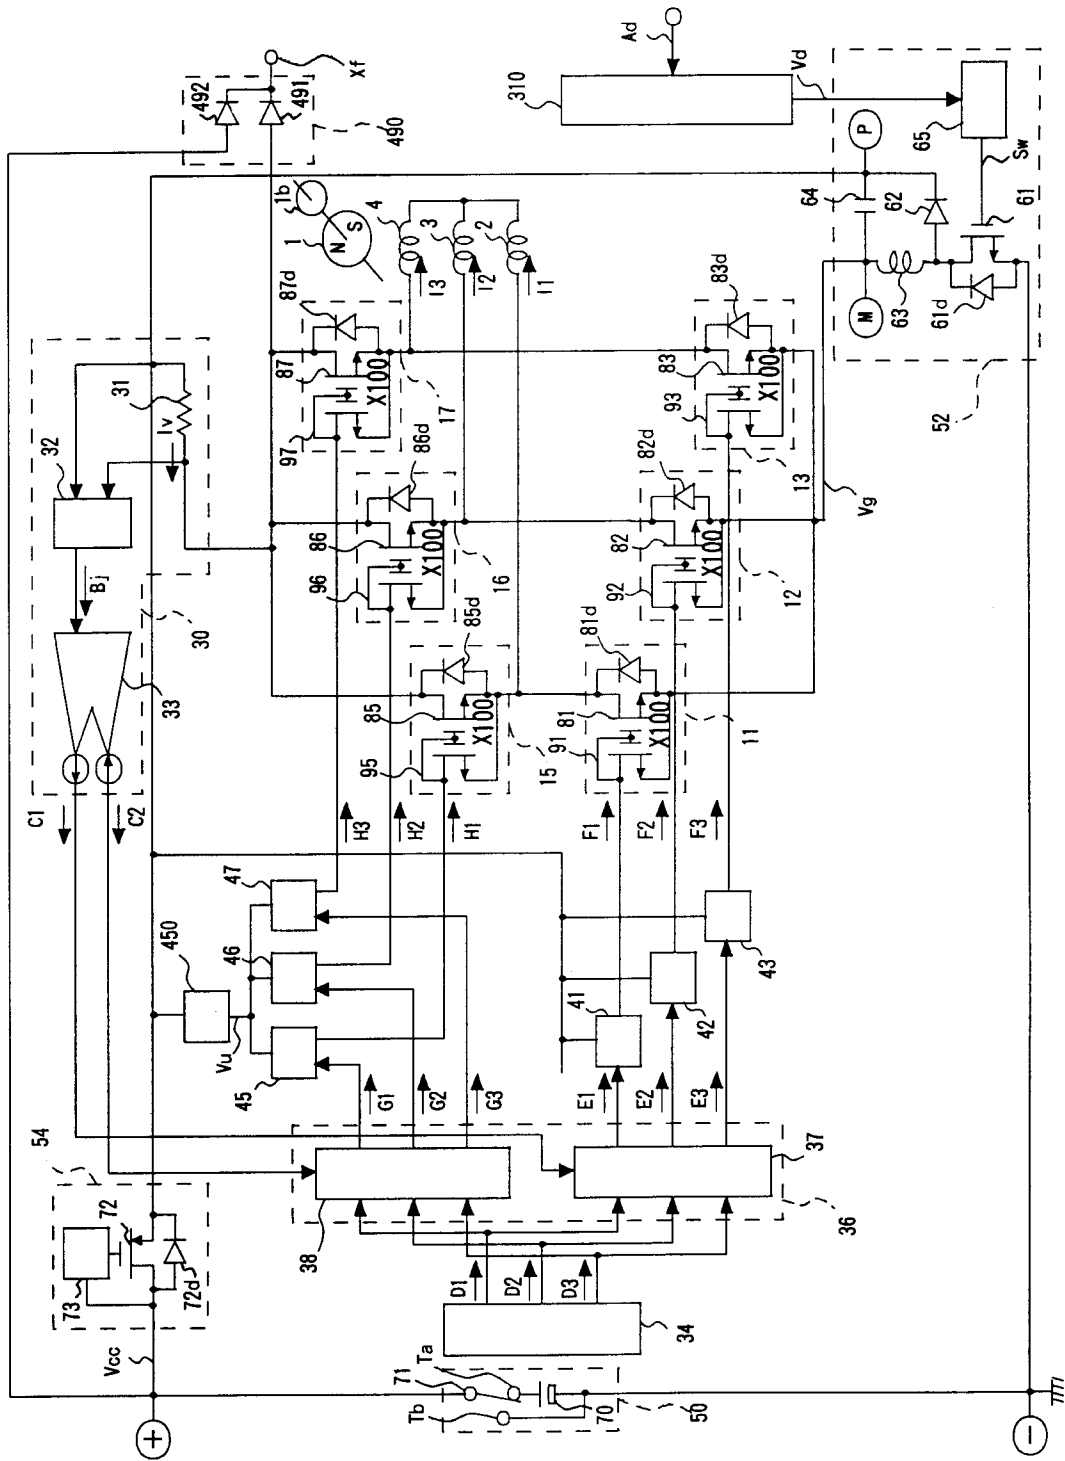 Ad
310
Vd
52
P
65
Sw
64
62
61
M
63
61d
Xf
492
491
490
1b
1
N S
4
3
2
I3
I2
I1
87d
87
97
X100
17
83d
83
93
X100
13
Vg
86d
86
96
X100
16
82d
82
92
X100
12
85d
85
95
X100
15
81d
81
91
X100
11
31
Iv
32
Bj
30
33
C1
C2
H3
H2
H1
F1
F2
F3
450
47
46
45
Vu
41
42
43
G1
G2
G3
E1
E2
E3
54
72
73
72d
38
37
36
D1
D2
D3
34
Vcc
71
Ta
Tb
70
50
+
−